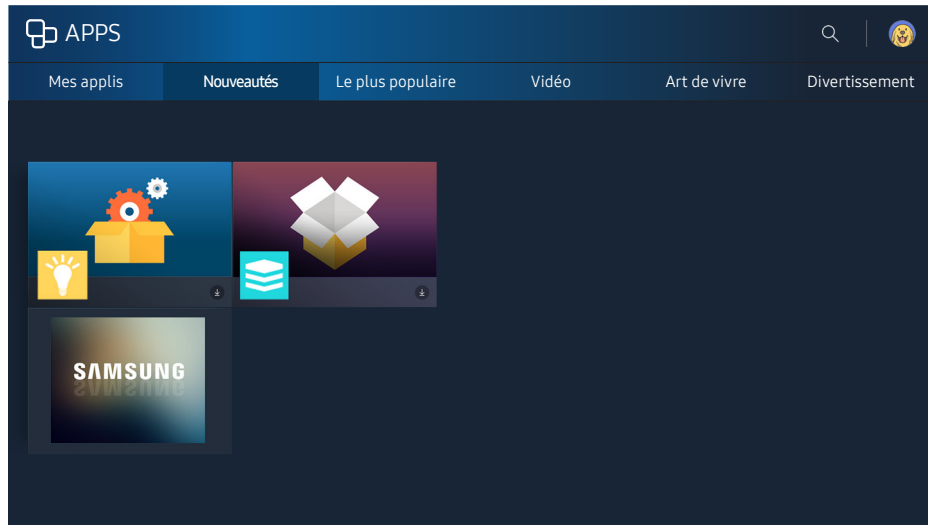 APPS
Mes applis Nouveautés Le plus populaire Vidéo Art de vivre Divertissement
SAMSUNG